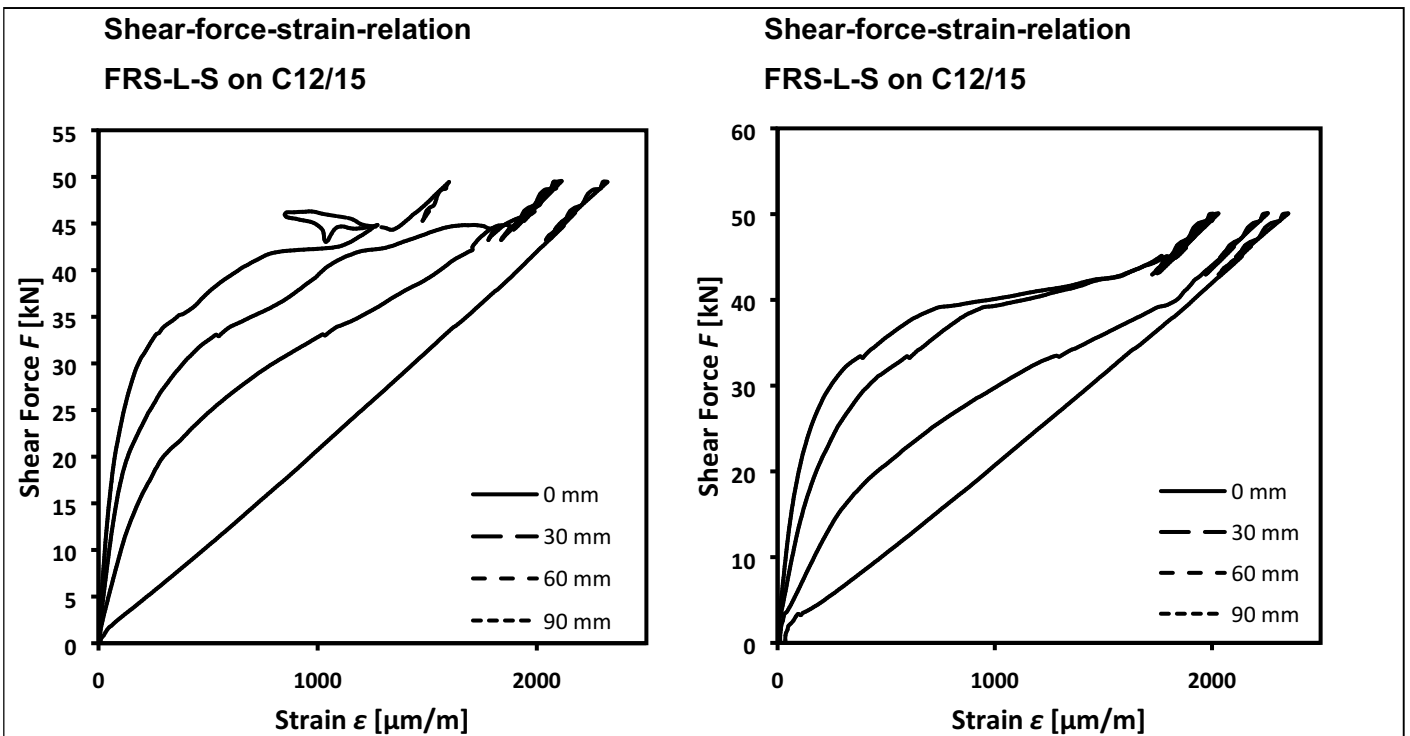 Shear-force-strain-relation
FRS-L-S on C12/15
55
50
45
40
35
30
25
20
15
10
5
0
Shear Force F [kN]
0 mm
30 mm
60 mm
90 mm
0 1000 2000
Strain ε [µm/m]
Shear-force-strain-relation
FRS-L-S on C12/15
60
50
40
30
20
10
0
Shear Force F [kN]
0 mm
30 mm
60 mm
90 mm
0 1000 2000
Strain ε [µm/m]